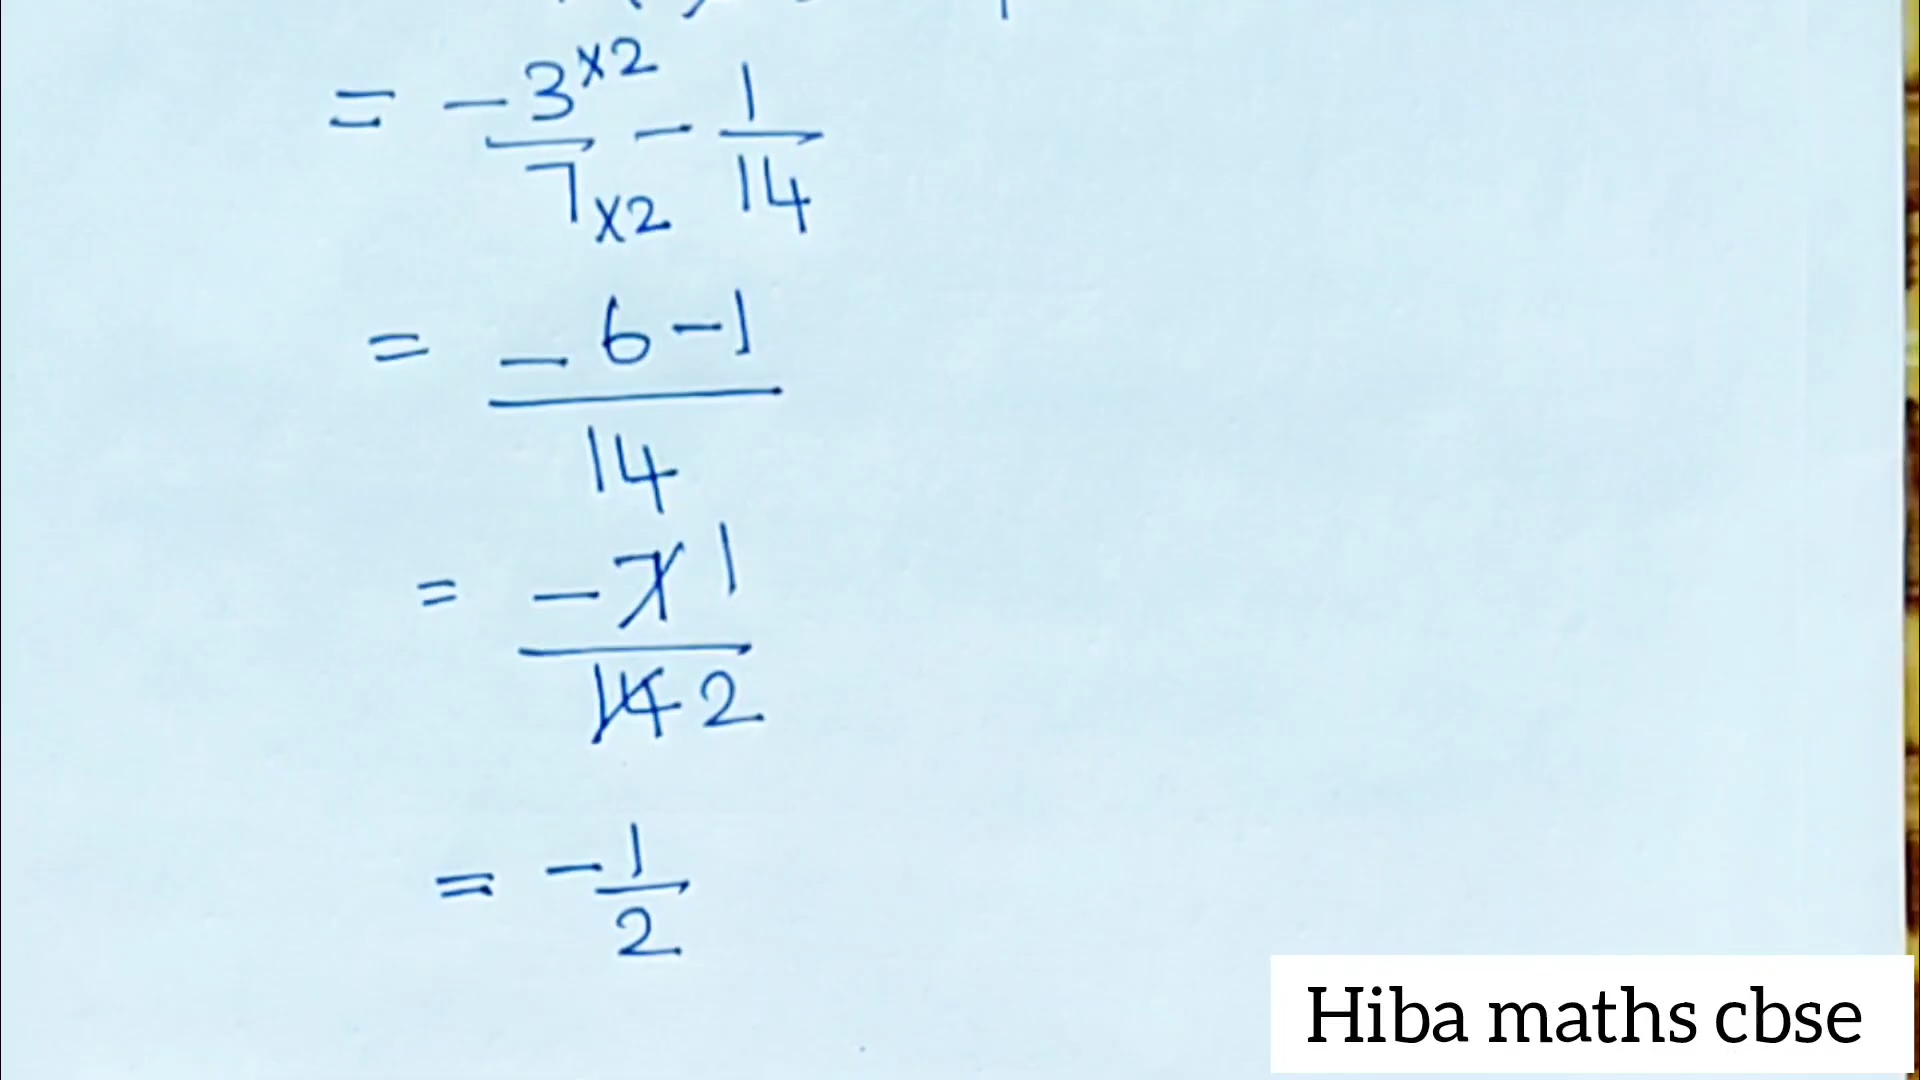 = -3×2/7×2 - 1/14
= -6-1/14
= -7 1/14 2
= -1/2
Hiba maths cbse